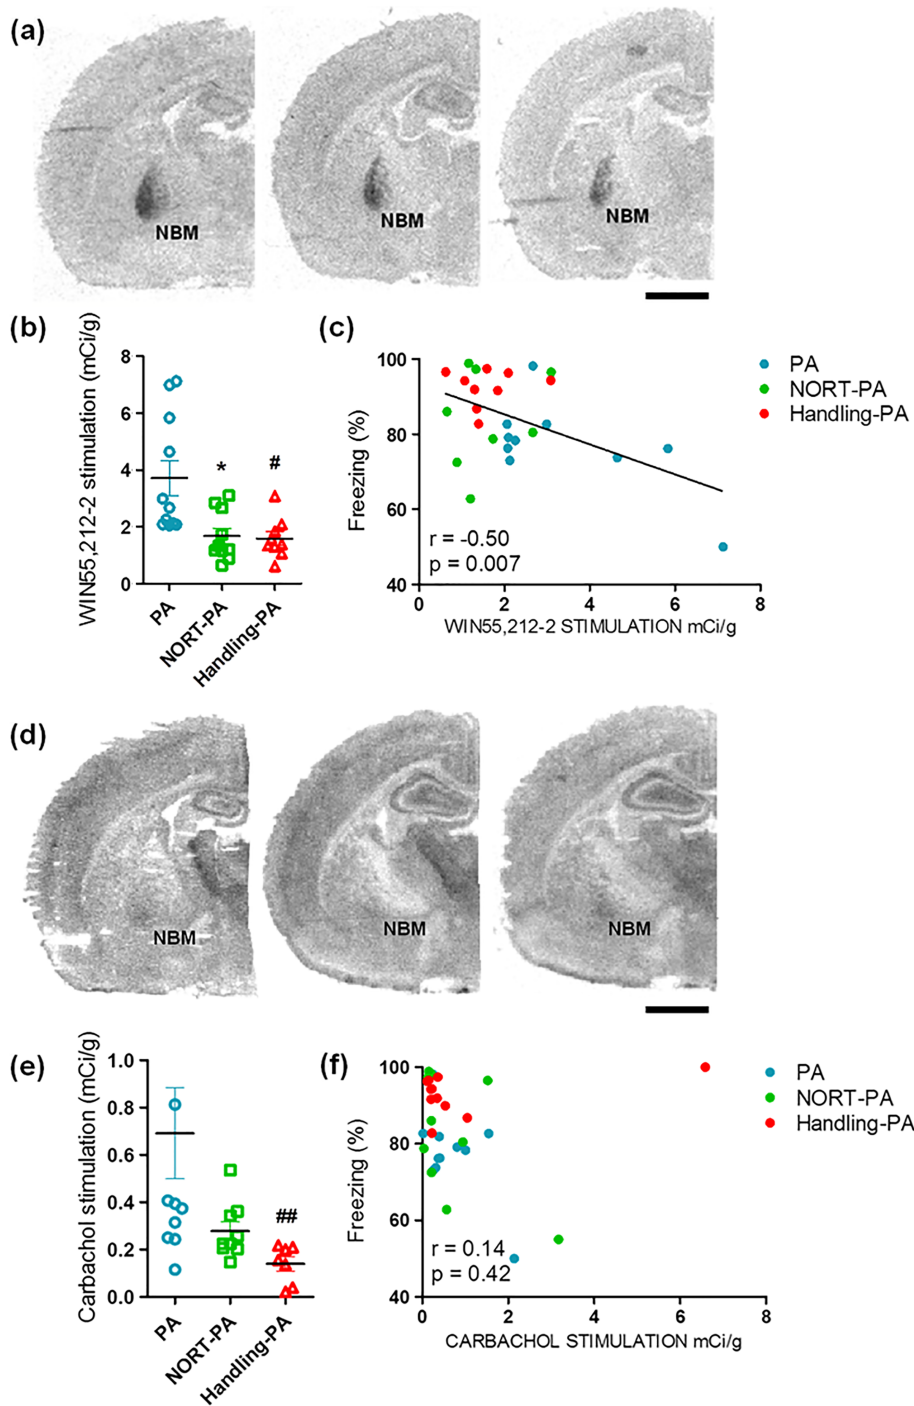 (a)
NBM
NBM
NBM
(b)
WIN55,212-2 stimulation (mCi/g)
8
6
4
2
0
*
#
PA
NORT-PA
Handling-PA
(c)
Freezing (%)
100
80
60
40
r = -0.50
p = 0.007
0
2
4
6
8
WIN55,212-2 STIMULATION mCi/g
PA
NORT-PA
Handling-PA
(d)
NBM
NBM
NBM
(e)
Carbachol stimulation (mCi/g)
1.0
0.8
0.6
0.4
0.2
0.0
##
PA
NORT-PA
Handling-PA
(f)
Freezing (%)
100
80
60
40
r = 0.14
p = 0.42
0
2
4
6
8
CARBACHOL STIMULATION mCi/g
PA
NORT-PA
Handling-PA